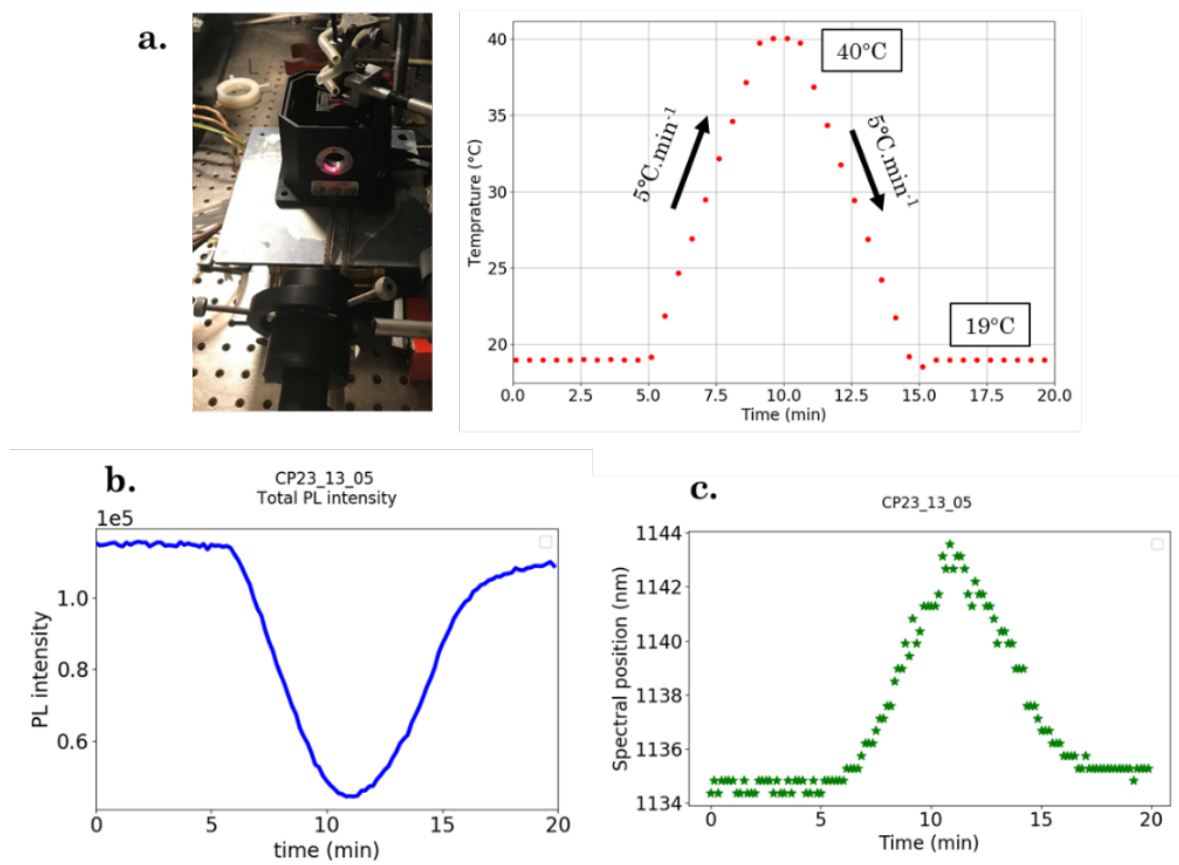 a.
40
35
30
25
20
Temprature (°C)
40°C
5°C.min⁻¹
5°C.min⁻¹
19°C
0.0 2.5 5.0 7.5 10.0 12.5 15.0 17.5 20.0
Time (min)
b.
CP23_13_05
Total PL intensity
1e5
1.0
0.8
0.6
PL intensity
0 5 10 15 20
time (min)
c.
CP23_13_05
1144
1142
1140
1138
1136
1134
Spectral position (nm)
0 5 10 15 20
Time (min)